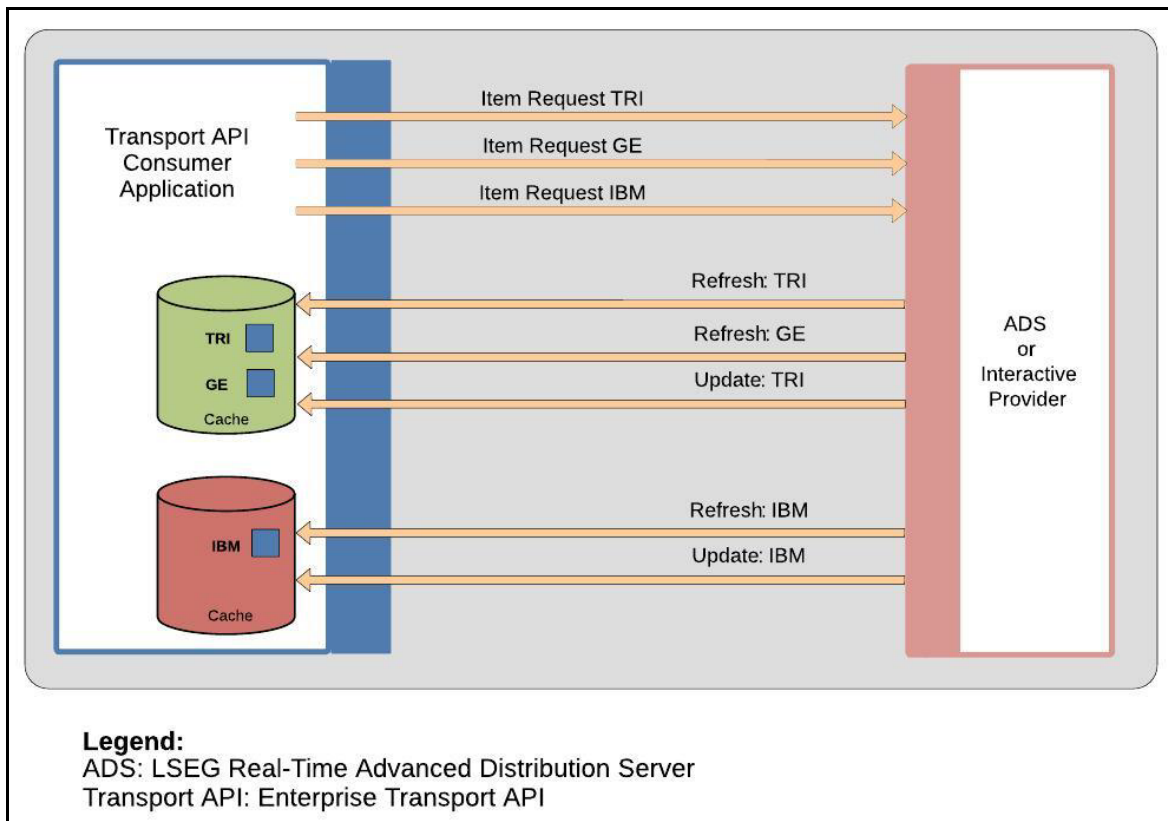 Transport API
Consumer
Application
Item Request TRI
Item Request GE
Item Request IBM
Refresh: TRI
Refresh: GE
Update: TRI
TRI
GE
Cache
Refresh: IBM
Update: IBM
IBM
Cache
ADS
or
Interactive
Provider
Legend:
ADS: LSEG Real-Time Advanced Distribution Server
Transport API: Enterprise Transport API